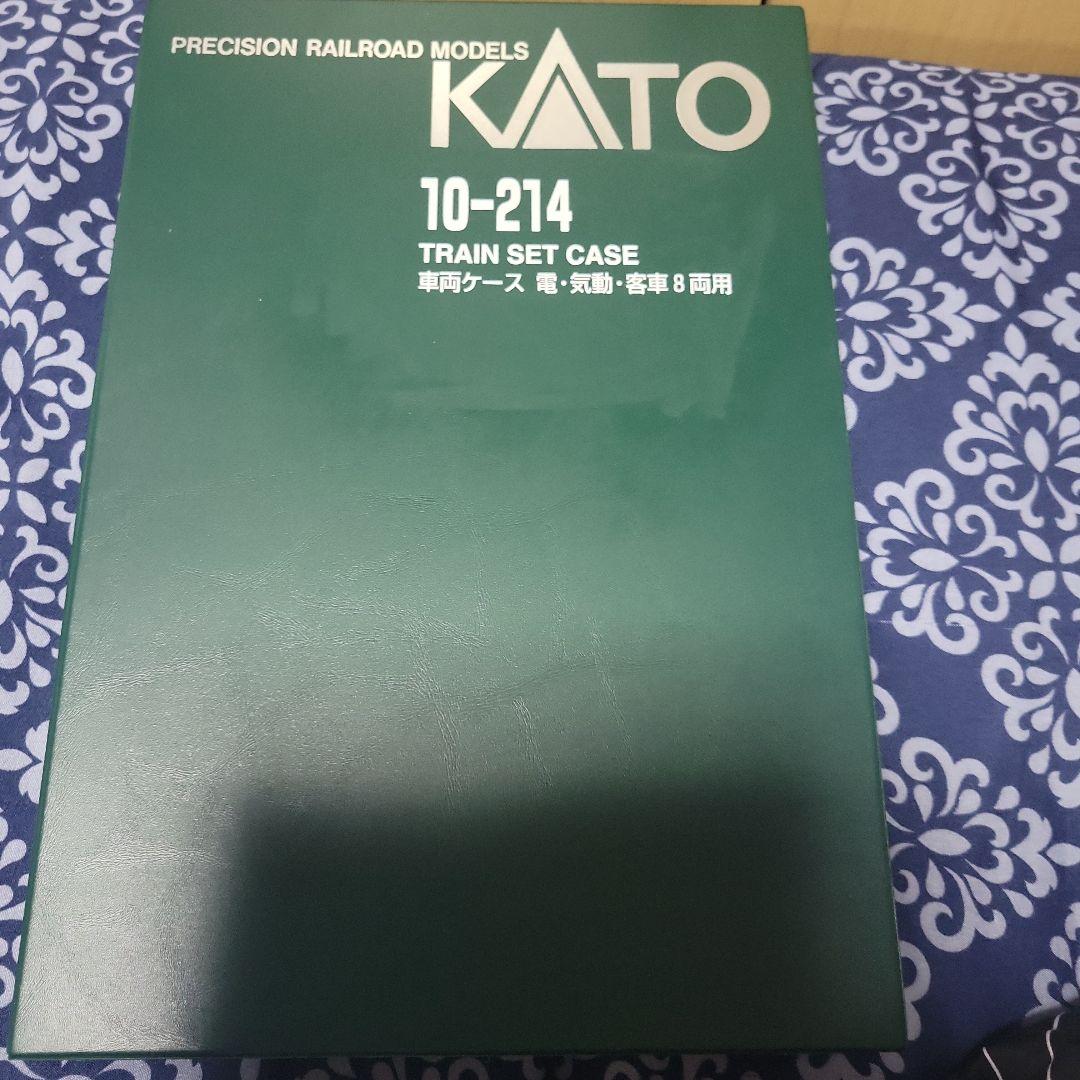 PRECISION RAILROAD MODELS
KATO
10-214
TRAIN SET CASE
車両ケース 電・気動・客車8両用